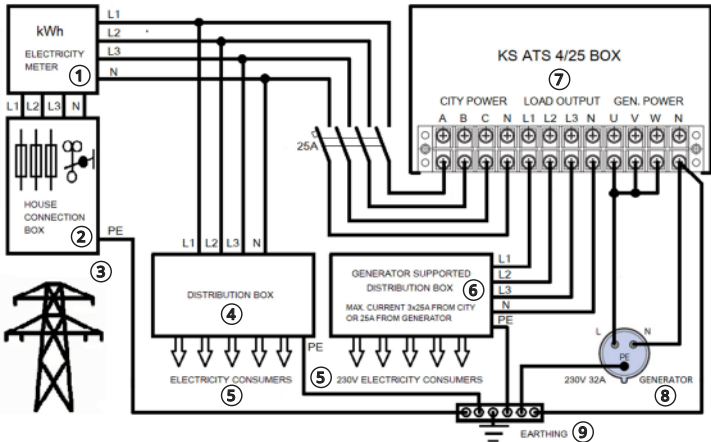 L1
kWh
L2
KS ATS 4/25 BOX
ELECTRICITY
METER
①
L3
N
⑦
CITY POWER LOAD OUTPUT GEN. POWER
L1 L2 L3 N
A B C N L1 L2 L3 N U V W N
25A
HOUSE
CONNECTION
BOX
②
PE
L1 L2 L3 N
③
L1
GENERATOR SUPPORTED
DISTRIBUTION BOX
⑥
L2
DISTRIBUTION BOX
L3
④
MAX. CURRENT 3x25A FROM CITY
OR 25A FROM GENERATOR
N
PE
L N
PE
PE
ELECTRICITY CONSUMERS
⑤
⑤
230V ELECTRICITY CONSUMERS
230V 32A
GENERATOR
⑧
EARTHING
⑨